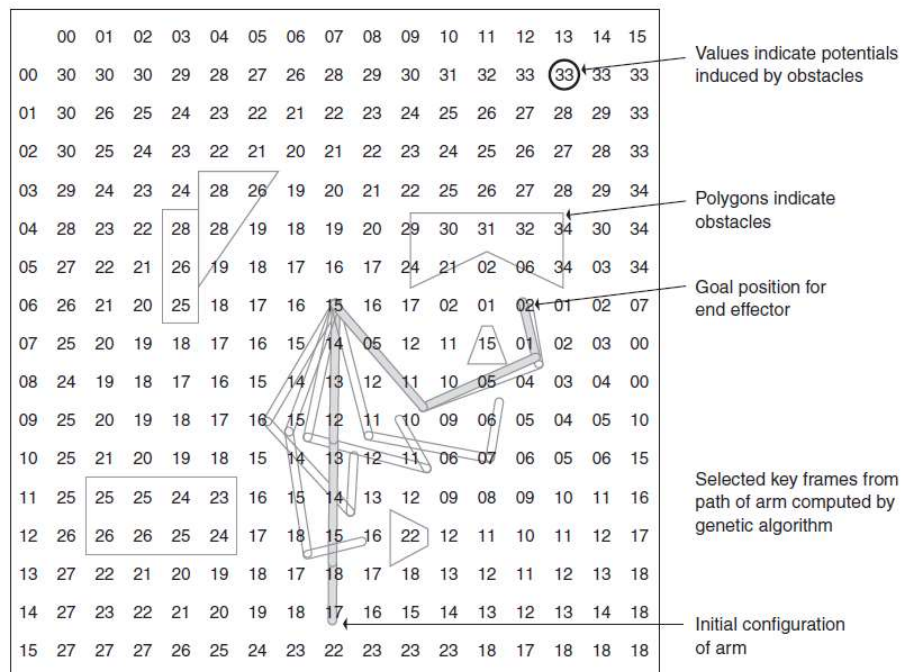 00 01 02 03 04 05 06 07 08 09 10 11 12 13 14 15
00 30 30 30 29 28 27 26 28 29 30 31 32 33 33 33 33
01 30 26 25 24 23 22 21 22 23 24 25 26 27 28 29 33
02 30 25 24 23 22 21 20 21 22 23 24 25 26 27 28 33
03 29 24 23 24 28 26 19 20 21 22 25 26 27 28 29 34
04 28 23 22 28 28 19 18 19 20 29 30 31 32 34 30 34
05 27 22 21 26 19 18 17 16 17 24 21 02 06 34 03 34
06 26 21 20 25 18 17 16 15 16 17 02 01 02 01 02 07
07 25 20 19 18 17 16 15 14 05 12 11 15 01 02 03 00
08 24 19 18 17 16 15 14 13 12 11 10 05 04 03 04 00
09 25 20 19 18 17 16 15 12 11 10 09 06 05 04 05 10
10 25 21 20 19 18 15 14 13 12 11 06 07 06 05 06 15
11 25 25 25 24 23 16 15 14 13 12 09 08 09 10 11 16
12 26 26 26 25 24 17 18 15 16 22 12 11 10 11 12 17
13 27 22 21 20 19 18 17 18 17 18 13 12 11 12 13 18
14 27 23 22 21 20 19 18 17 16 15 14 13 12 13 14 18
15 27 27 27 26 25 24 23 22 23 23 23 18 17 18 18 18
Values indicate potentials
induced by obstacles
Polygons indicate
obstacles
Goal position for
end effector
Selected key frames from
path of arm computed by
genetic algorithm
Initial configuration
of arm